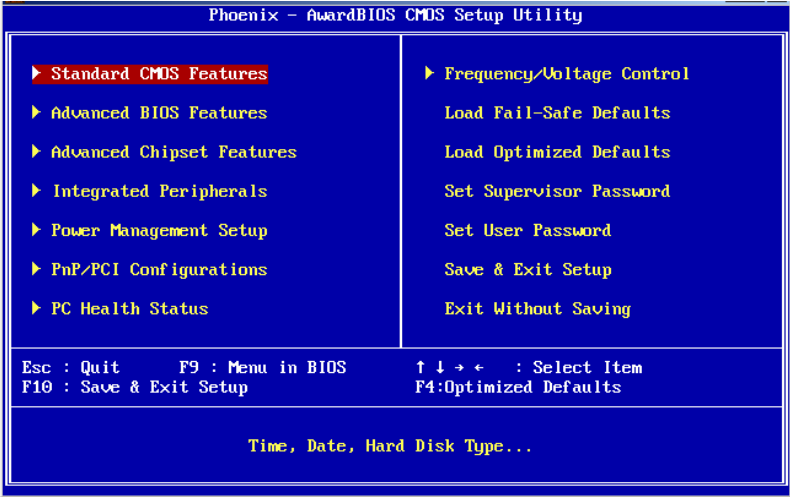 Phoenix - AwardBIOS CMOS Setup Utility
Standard CMOS Features
Advanced BIOS Features
Advanced Chipset Features
Integrated Peripherals
Power Management Setup
PnP/PCI Configurations
PC Health Status
Frequency/Voltage Control
Load Fail-Safe Defaults
Load Optimized Defaults
Set Supervisor Password
Set User Password
Save & Exit Setup
Exit Without Saving
Esc : Quit F9 : Menu in BIOS ↑ ↓ → ← : Select Item
F10 : Save & Exit Setup F4:Optimized Defaults
Time, Date, Hard Disk Type...